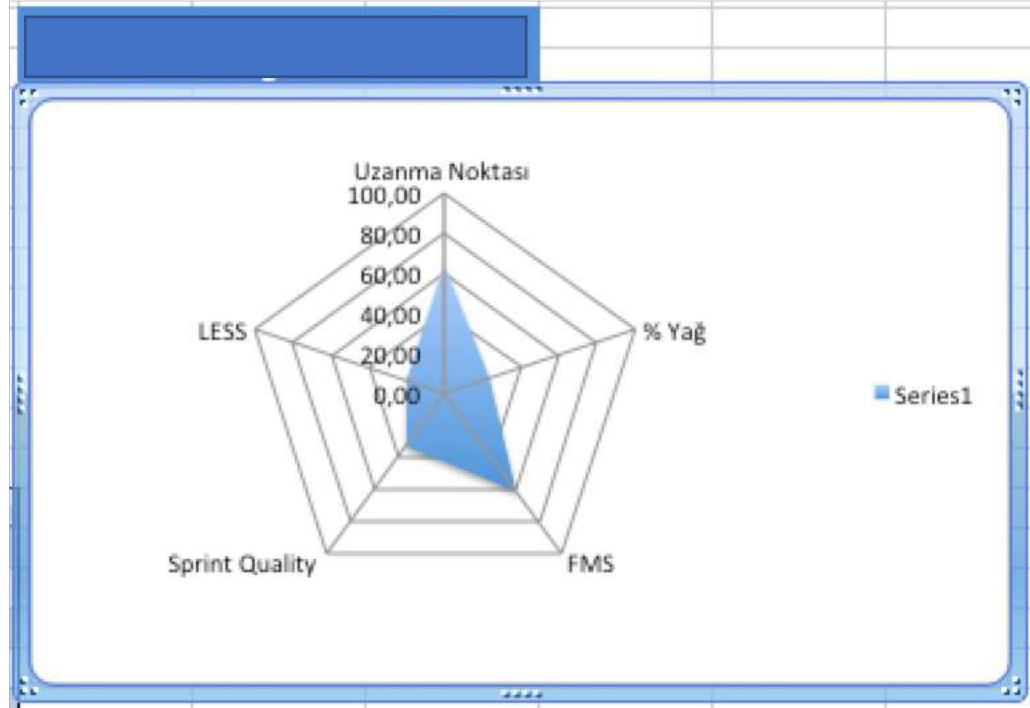 Uzanma Noktası
100,00
80,00
60,00
40,00
20,00
0,00
LESS
% Yağ
Series1
Sprint Quality
FMS